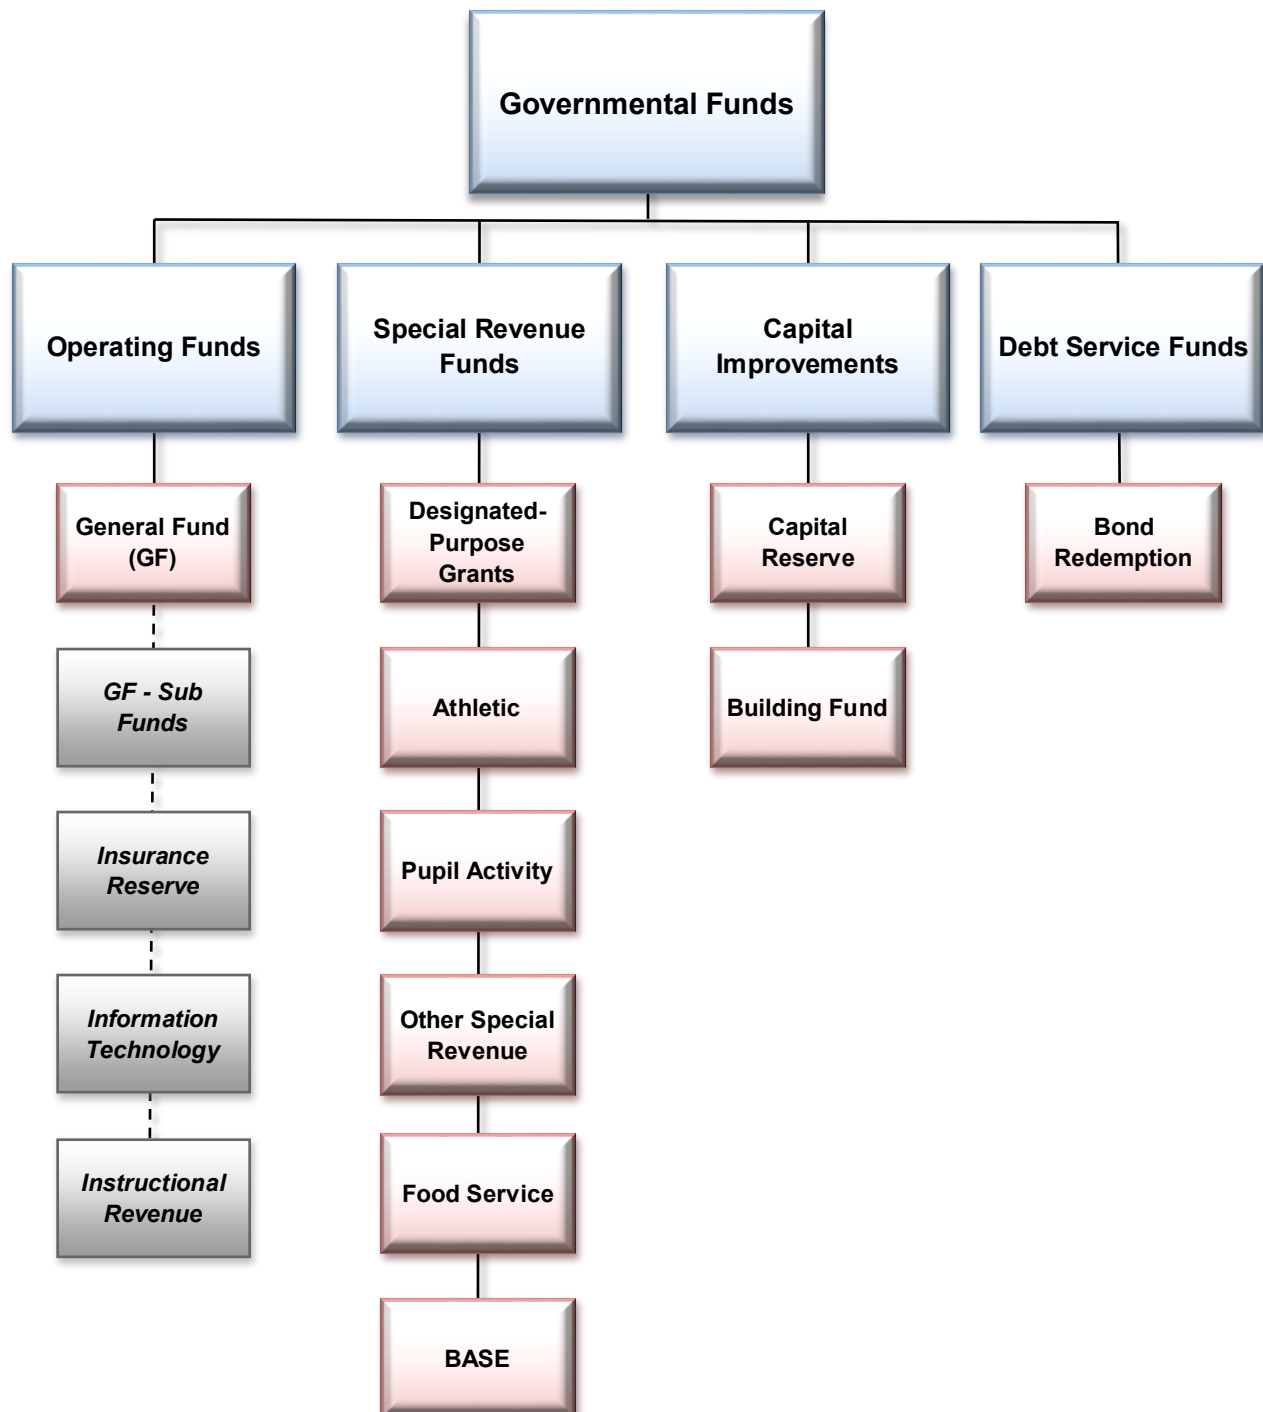 Governmental Funds
Operating Funds
Special Revenue
Funds
Capital
Improvements
Debt Service Funds
General Fund
(GF)
GF - Sub
Funds
Insurance
Reserve
Information
Technology
Instructional
Revenue
Designated-
Purpose
Grants
Athletic
Pupil Activity
Other Special
Revenue
Food Service
BASE
Capital
Reserve
Building Fund
Bond
Redemption